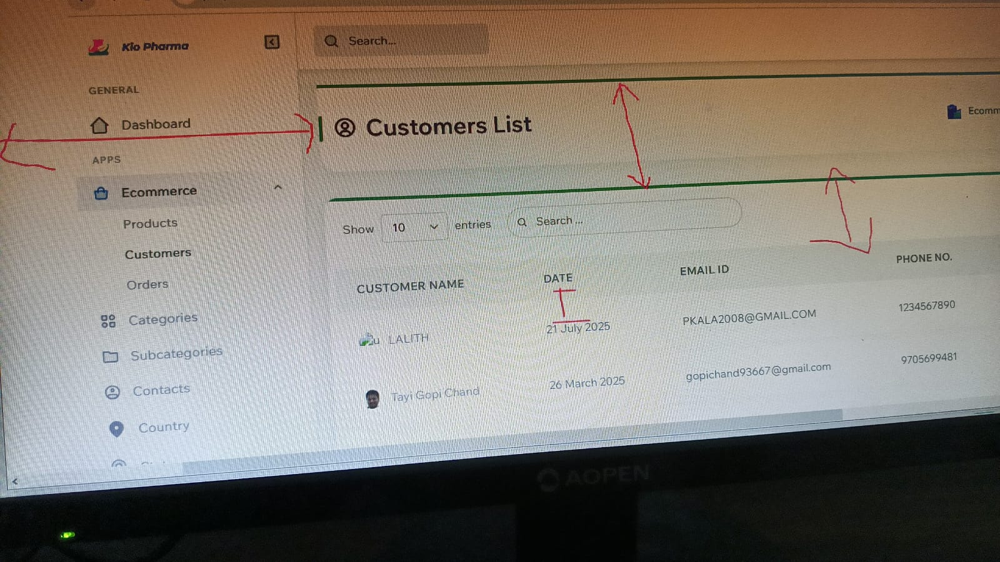 Kio Pharma
Search...
GENERAL
Dashboard
Customers List
Ecomm
APPS
Ecommerce
Products
Customers
Orders
Categories
Subcategories
Contacts
Country
Show 10 entries Search ...
CUSTOMER NAME DATE EMAIL ID PHONE NO.
LALITH 21 July 2025 PKALA2008@GMAIL.COM 1234567890
Tayi Gopi Chand 26 March 2025 gopichand93667@gmail.com 9705699481
AOPEN